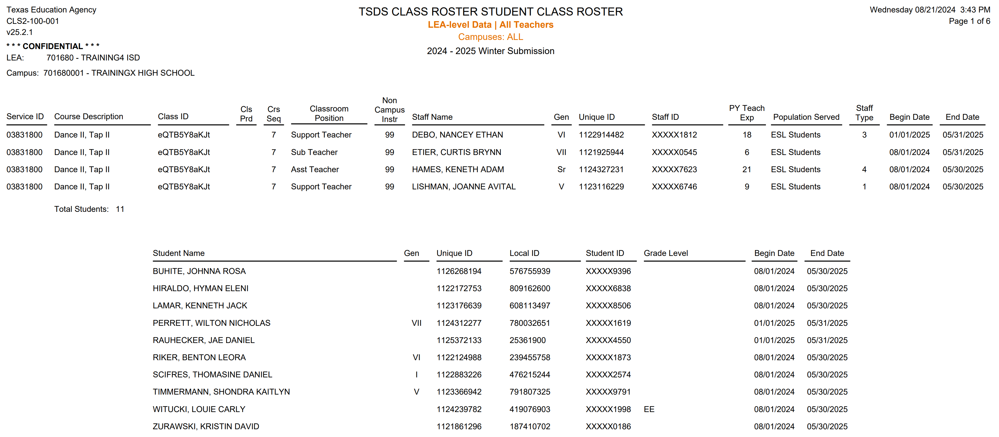 Texas Education Agency
CLS2-100-001
v25.2.1
* * * CONFIDENTIAL * * *
LEA: 701680 - TRAINING4 ISD
Campus: 701680001 - TRAININGX HIGH SCHOOL
TSDS CLASS ROSTER STUDENT CLASS ROSTER
LEA-level Data | All Teachers
Campuses: ALL
2024 - 2025 Winter Submission
Wednesday 08/21/2024 3:43 PM
Page 1 of 6
Service ID Course Description Class ID Cls Prd Crs Seq Classroom Position Non Campus Instr Staff Name Gen Unique ID Staff ID PY Teach Exp Population Served Staff Type Begin Date End Date
03831800 Dance II, Tap II eQTB5Y8aKJt 7 Support Teacher 99 DEBO, NANCEY ETHAN VI 1122914482 XXXXX1812 18 ESL Students 3 01/01/2025 05/31/2025
03831800 Dance II, Tap II eQTB5Y8aKJt 7 Sub Teacher 99 ETIER, CURTIS BRYNN VII 1121925944 XXXXX0545 6 ESL Students 08/01/2024 05/31/2025
03831800 Dance II, Tap II eQTB5Y8aKJt 7 Asst Teacher 99 HAMES, KENETH ADAM Sr 1124327231 XXXXX7623 21 ESL Students 4 08/01/2024 05/30/2025
03831800 Dance II, Tap II eQTB5Y8aKJt 7 Support Teacher 99 LISHMAN, JOANNE AVITAL V 1123116229 XXXXX6746 9 ESL Students 1 08/01/2024 05/30/2025
Total Students: 11
Student Name Gen Unique ID Local ID Student ID Grade Level Begin Date End Date
BUHITE, JOHNNA ROSA 1126268194 576755939 XXXXX9396 08/01/2024 05/30/2025
HIRALDO, HYMAN ELENI 1122172753 809162600 XXXXX6838 08/01/2024 05/30/2025
LAMAR, KENNETH JACK 1123176639 608113497 XXXXX8506 08/01/2024 05/30/2025
PERRETT, WILTON NICHOLAS VII 1124312277 780032651 XXXXX1619 01/01/2025 05/31/2025
RAUHECKER, JAE DANIEL 1125372133 25361900 XXXXX4550 01/01/2025 05/31/2025
RIKER, BENTON LEORA VI 1122124988 239455758 XXXXX1873 08/01/2024 05/30/2025
SCIFRES, THOMASINE DANIEL I 1122883226 476215244 XXXXX2574 08/01/2024 05/30/2025
TIMMERMANN, SHONDRA KAITLYN V 1123366942 791807325 XXXXX9791 08/01/2024 05/30/2025
WITUCKI, LOUIE CARLY 1124239782 419076903 XXXXX1998 EE 08/01/2024 05/30/2025
ZURAWSKI, KRISTIN DAVID 1121861296 187410702 XXXXX0186 08/01/2024 05/30/2025